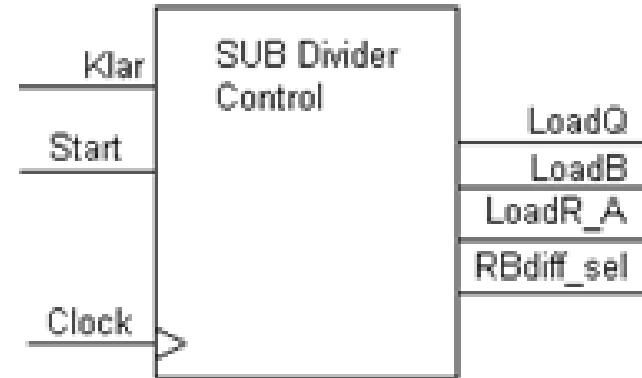 SUB Divider
Control
Klar
Start
Clock
LoadQ
LoadB
LoadR_A
RBdiff_sel